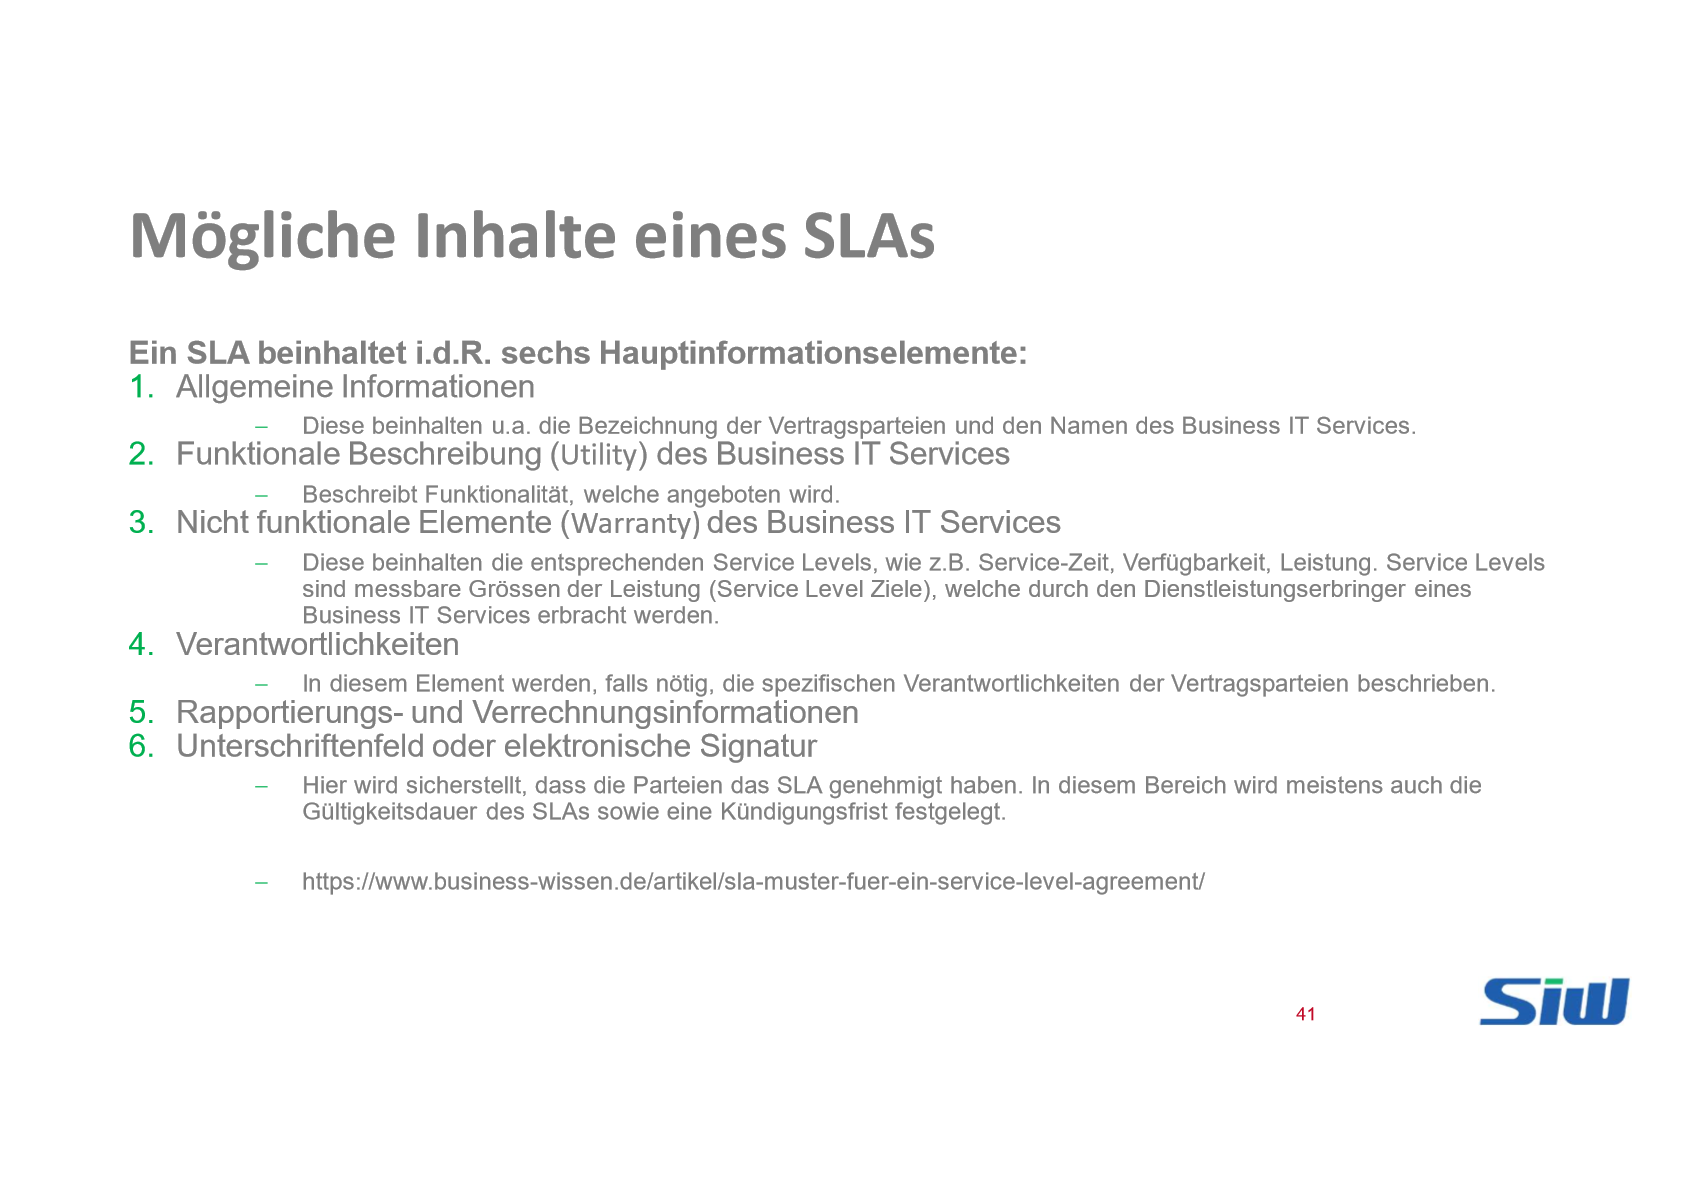 Mögliche Inhalte eines SLAs
Ein SLA beinhaltet i.d.R. sechs Hauptinformationselemente:
1. Allgemeine Informationen
– Diese beinhalten u.a. die Bezeichnung der Vertragsparteien und den Namen des Business IT Services.
2. Funktionale Beschreibung (Utility) des Business IT Services
– Beschreibt Funktionalität, welche angeboten wird.
3. Nicht funktionale Elemente (Warranty) des Business IT Services
– Diese beinhalten die entsprechenden Service Levels, wie z.B. Service-Zeit, Verfügbarkeit, Leistung. Service Levels
sind messbare Grössen der Leistung (Service Level Ziele), welche durch den Dienstleistungserbringer eines
Business IT Services erbracht werden.
4. Verantwortlichkeiten
– In diesem Element werden, falls nötig, die spezifischen Verantwortlichkeiten der Vertragsparteien beschrieben.
5. Rapportierungs- und Verrechnungsinformationen
6. Unterschriftenfeld oder elektronische Signatur
– Hier wird sicherstellt, dass die Parteien das SLA genehmigt haben. In diesem Bereich wird meistens auch die
Gültigkeitsdauer des SLAs sowie eine Kündigungsfrist festgelegt.
– https://www.business-wissen.de/artikel/sla-muster-fuer-ein-service-level-agreement/
41
Siw